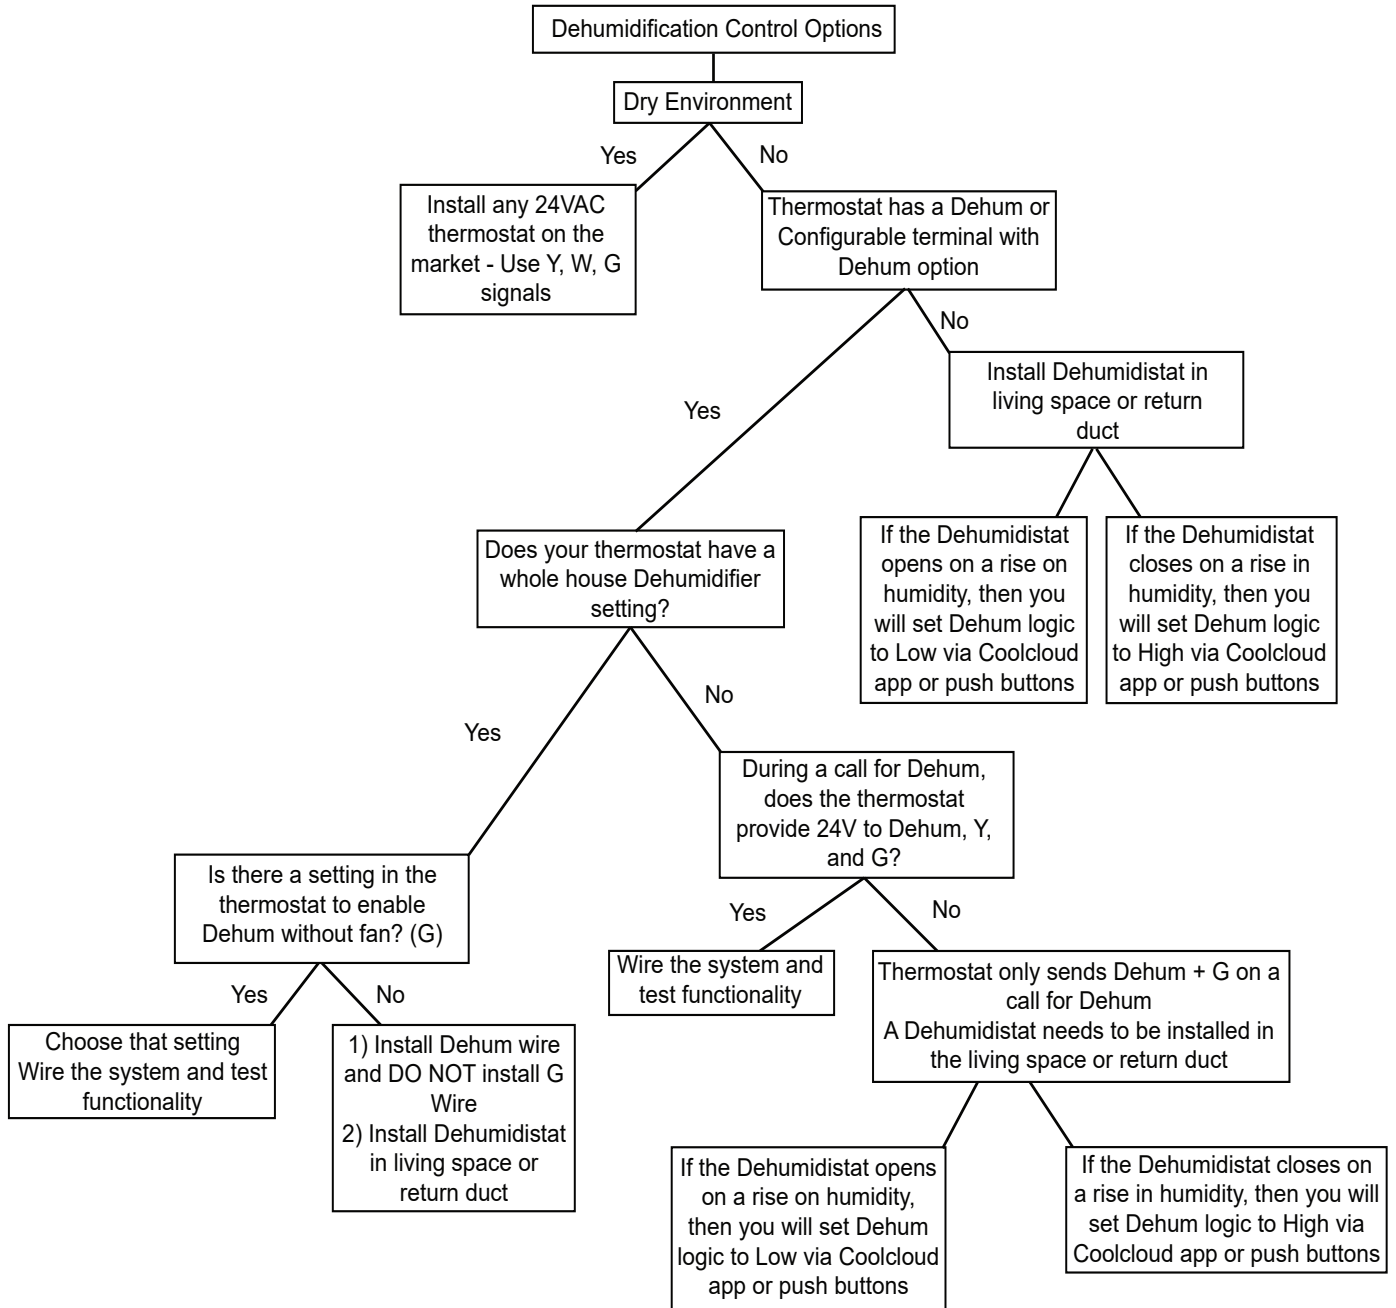 Dehumidification Control Options
Dry Environment
Yes
No
Install any 24VAC
thermostat on the
market - Use Y, W, G
signals
Thermostat has a Dehum or
Configurable terminal with
Dehum option
No
Yes
Install Dehumidistat in
living space or return
duct
If the Dehumidistat
opens on a rise on
humidity, then you
will set Dehum logic
to Low via Coolcloud
app or push buttons
If the Dehumidistat
closes on a rise in
humidity, then you
will set Dehum logic
to High via Coolcloud
app or push buttons
Does your thermostat have a
whole house Dehumidifier
setting?
Yes
No
During a call for Dehum,
does the thermostat
provide 24V to Dehum, Y,
and G?
Is there a setting in the
thermostat to enable
Dehum without fan? (G)
Yes
No
Yes
No
Wire the system and
test functionality
Thermostat only sends Dehum + G on a
call for Dehum
A Dehumidistat needs to be installed in
the living space or return duct
Choose that setting
Wire the system and test
functionality
1) Install Dehum wire
and DO NOT install G
Wire
2) Install Dehumidistat
in living space or
return duct
If the Dehumidistat opens
on a rise on humidity,
then you will set Dehum
logic to Low via Coolcloud
app or push buttons
If the Dehumidistat closes on
a rise in humidity, then you will
set Dehum logic to High via
Coolcloud app or push buttons